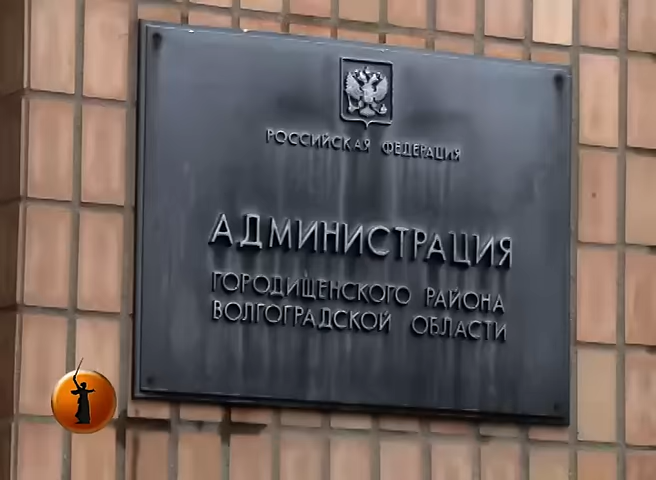 РОССИЙСКАЯ ФЕДЕРАЦИЯ
АДМИНИСТРАЦИЯ
ГОРОДИЩЕНСКОГО РАЙОНА
ВОЛГОГРАДСКОЙ ОБЛАСТИ